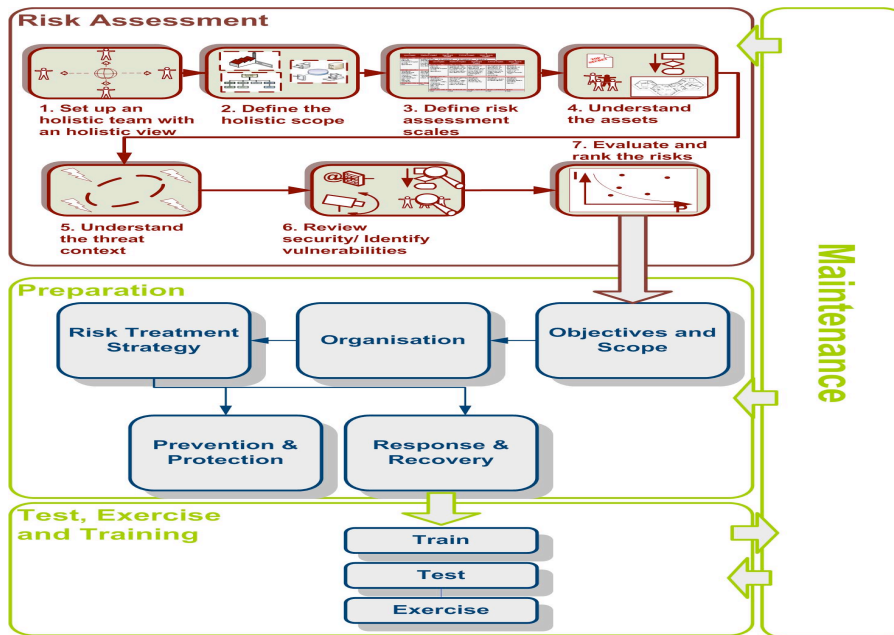 Risk Assessment
1. Set up an
holistic team with
an holistic view
2. Define the
holistic scope
3. Define risk
assessment
scales
4. Understand
the assets
5. Understand
the threat
context
6. Review
security/ Identify
vulnerabilities
7. Evaluate and
rank the risks
@
I
P
Preparation
Risk Treatment
Strategy
Organisation
Objectives and
Scope
Prevention &
Protection
Response &
Recovery
Test, Exercise
and Training
Train
Test
Exercise
Maintenance